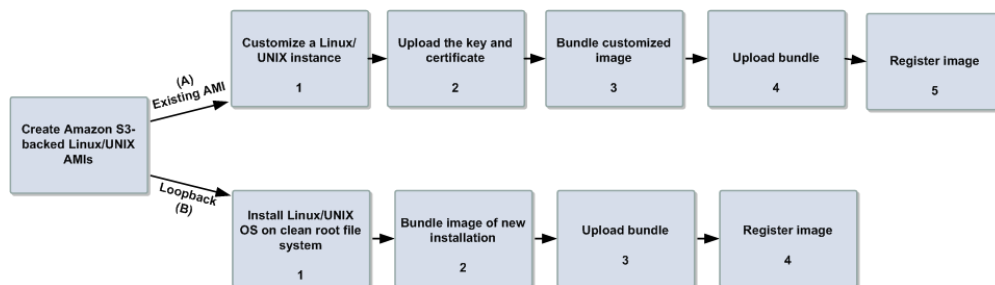 Create Amazon S3-
backed Linux/UNIX
AMIs
(A)
Existing AMI
Customize a Linux/
UNIX instance
1
Upload the key and
certificate
2
Bundle customized
image
3
Upload bundle
4
Register image
5
Loopback
(B)
Install Linux/UNIX
OS on clean root file
system
1
Bundle image of new
installation
2
Upload bundle
3
Register image
4